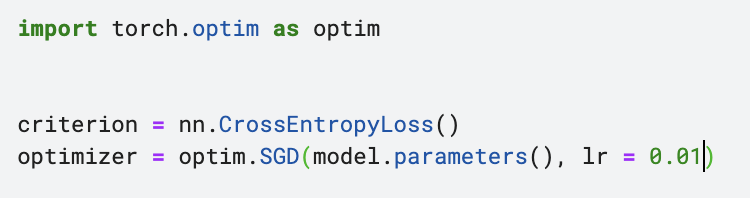 import torch.optim as optim
criterion = nn.CrossEntropyLoss()
optimizer = optim.SGD(model.parameters(), lr = 0.01)